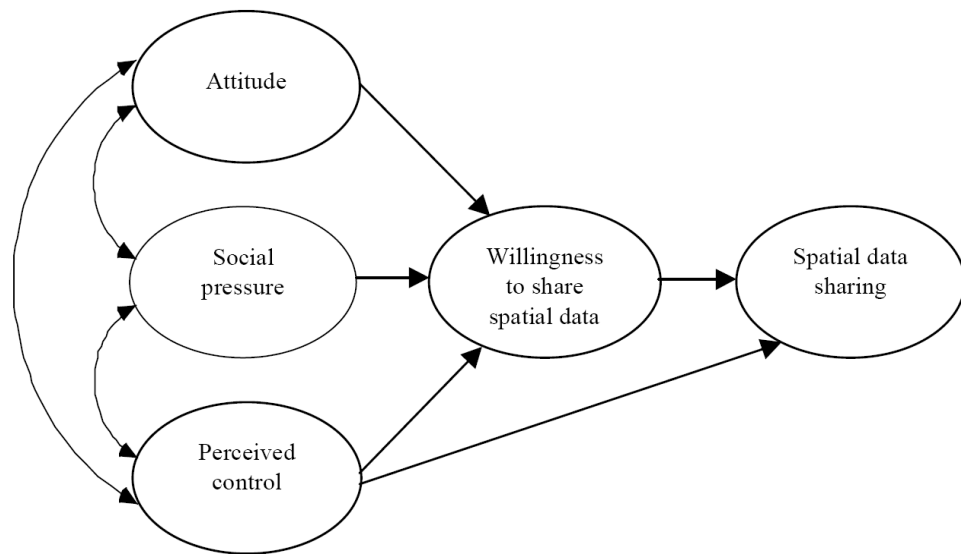 Attitude
Social
pressure
Perceived
control
Willingness
to share
spatial data
Spatial data
sharing